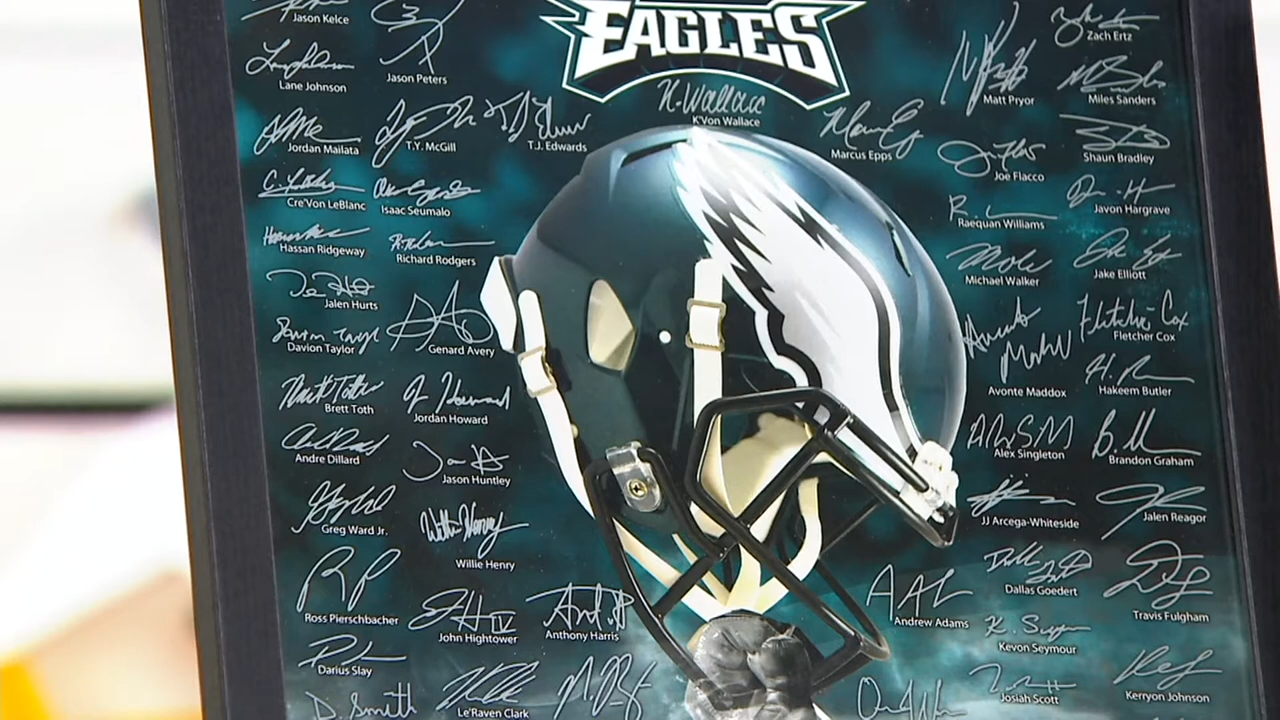 EAGLES
Jason Kelce
Jason Peters
Zach Ertz
Lane Johnson
Matt Pryor
Miles Sanders
K-Wallace
K'Von Wallace
Jordan Mailata
T.Y. McGill
T.J. Edwards
Marcus Epps
Joe Flacco
Shaun Bradley
Cre'Von LeBlanc
Isaac Seumalo
Raequan Williams
Javon Hargrave
Hassan Ridgeway
Richard Rodgers
Michael Walker
Jake Elliott
Jalen Hurts
Genard Avery
Davion Taylor
Avonte Maddox
Fletcher Cox
Hakeem Butler
Brett Toth
Jordan Howard
Alex Singleton
Brandon Graham
Andre Dillard
Jason Huntley
JJ Arcega-Whiteside
Jalen Reagor
Greg Ward Jr.
Willie Henry
Dallas Goedert
Travis Fulgham
Ross Pierschbacher
John Hightower
Anthony Harris
Andrew Adams
Kevon Seymour
Darius Slay
Le'Raven Clark
Josiah Scott
Kerryon Johnson
D. Smith